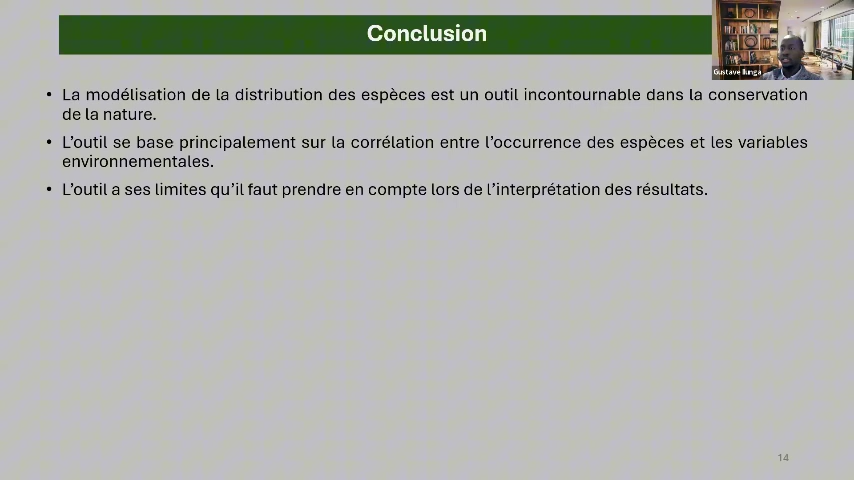 Conclusion
Gustave Ilunga
• La modélisation de la distribution des espèces est un outil incontournable dans la conservation
de la nature.
• L’outil se base principalement sur la corrélation entre l’occurrence des espèces et les variables
environnementales.
• L’outil a ses limites qu’il faut prendre en compte lors de l’interprétation des résultats.
14